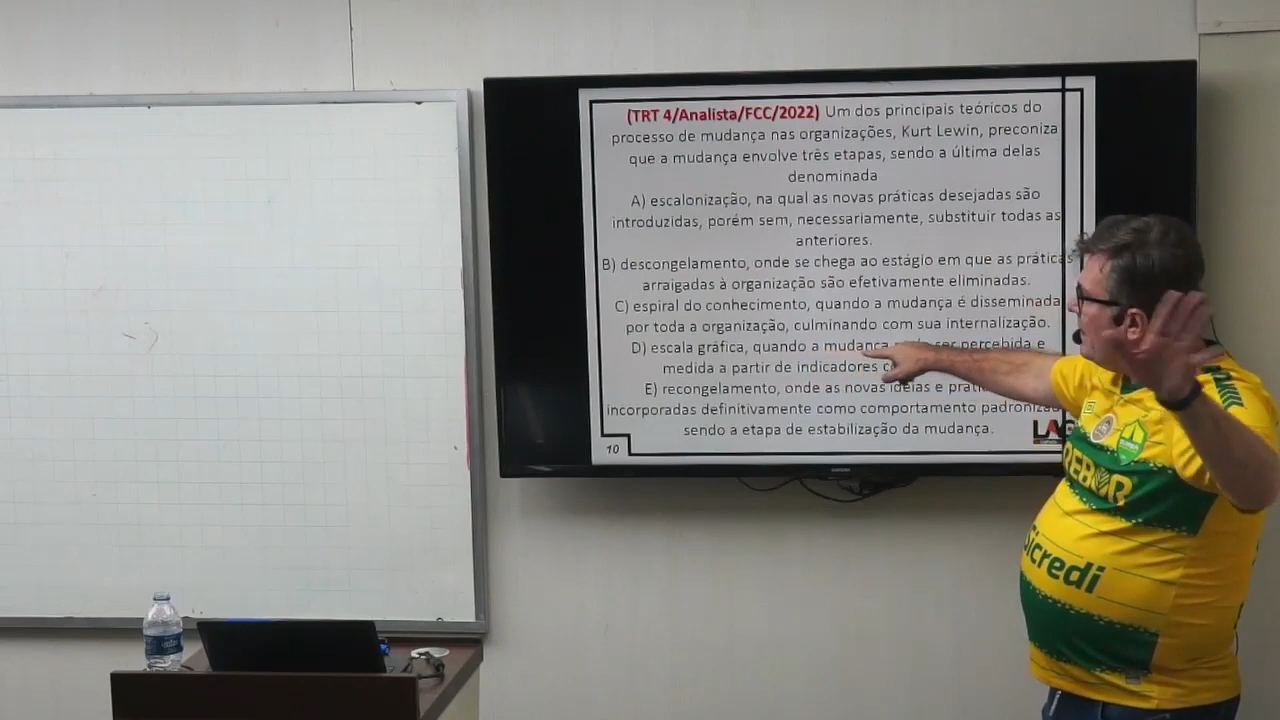 (TRT 4/Analista/FCC/2022) Um dos principais teóricos do
processo de mudança nas organizações, Kurt Lewin, preconiza
que a mudança envolve três etapas, sendo a última delas
denominada
A) escalonização, na qual as novas práticas desejadas são
introduzidas, porém sem, necessariamente, substituir todas as
anteriores.
B) descongelamento, onde se chega ao estágio em que as práticas
arraigadas à organização são efetivamente eliminadas.
C) espiral do conhecimento, quando a mudança é disseminada
por toda a organização, culminando com sua internalização.
D) escala gráfica, quando a mudança ser percebida e
medida a partir de indicadores
E) recongelamento, onde as novas ideias e
incorporadas definitivamente como comportamento
sendo a etapa de estabilização da mudança.
10
Sicredi